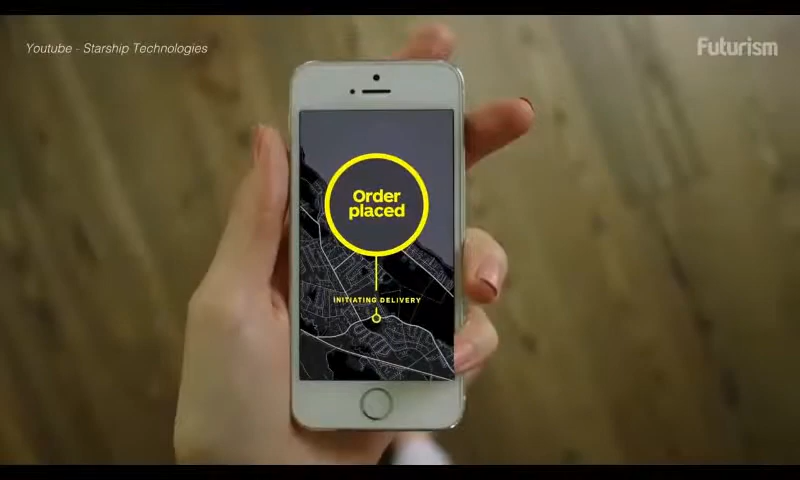 Youtube - Starship Technologies
Futurism
Order
placed
INITIATING DELIVERY